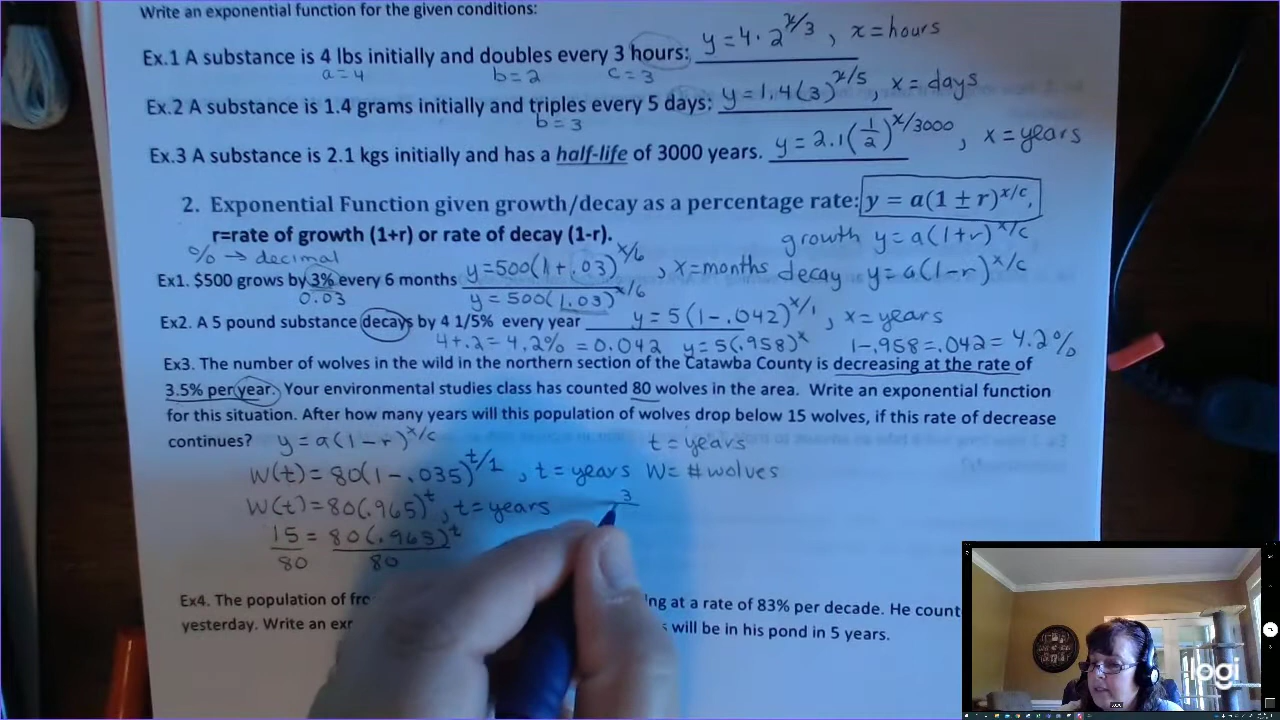 Write an exponential function for the given conditions:
Ex.1 A substance is 4 lbs initially and doubles every 3 hours: y = 4 · 2^x/3 , x = hours
a = 4 b = 2 c = 3
Ex.2 A substance is 1.4 grams initially and triples every 5 days: y = 1.4(3)^x/5 , x = days
b = 3
Ex.3 A substance is 2.1 kgs initially and has a half-life of 3000 years. y = 2.1(1/2)^x/3000 , x = years
2. Exponential Function given growth/decay as a percentage rate: y = a(1 ± r)^x/c,
r=rate of growth (1+r) or rate of decay (1-r). growth y = a(1+r)^x/c
% → decimal
Ex1. $500 grows by 3% every 6 months y = 500(1 + .03)^x/6 , x=months decay y = a(1-r)^x/c
0.03 y = 500(1.03)^x/6
Ex2. A 5 pound substance decays by 4 1/5% every year y = 5(1-.042)^x/1 , x = years
4+.2 = 4.2% = 0.042 y=5(.958)^x 1-.958=.042 = 4.2%
Ex3. The number of wolves in the wild in the northern section of the Catawba County is decreasing at the rate of
3.5% per year. Your environmental studies class has counted 80 wolves in the area. Write an exponential function
for this situation. After how many years will this population of wolves drop below 15 wolves, if this rate of decrease
continues? y = a(1-r)^x/c t = years
W(t) = 80(1-.035)^t/1 , t = years W = # wolves
W(t) = 80(.965)^t, t = years 3
15 = 80(.965)^t
80 80
Ex4. The population of ng at a rate of 83% per decade. He count
yesterday. Write an will be in his pond in 5 years.
logi